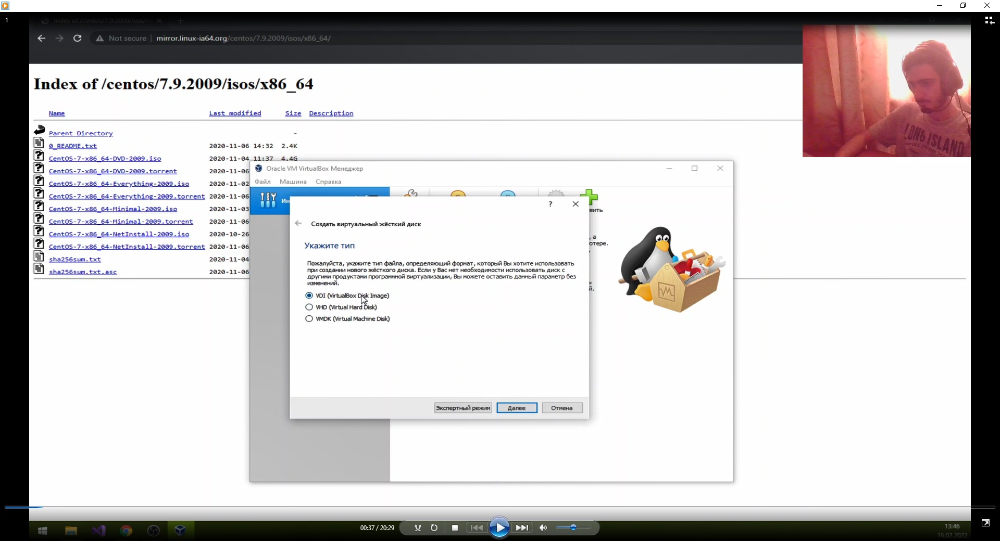 1
Index of /centos/7.9.2009/isos/x
Not secure | mirror.linux-ia64.org/centos/7.9.2009/isos/x86_64/
Index of /centos/7.9.2009/isos/x86_64
Name Last modified Size Description
Parent Directory -
0_README.txt 2020-11-06 14:32 2.4K
CentOS-7-x86_64-DVD-2009.iso 2020-11-04 11:37 4.4G
CentOS-7-x86_64-DVD-2009.torrent 2020-11-06
CentOS-7-x86_64-Everything-2009.iso 2020-11-02
CentOS-7-x86_64-Everything-2009.torrent 2020-11-06
CentOS-7-x86_64-Minimal-2009.iso 2020-11-03
CentOS-7-x86_64-Minimal-2009.torrent 2020-11-06
CentOS-7-x86_64-NetInstall-2009.iso 2020-10-26
CentOS-7-x86_64-NetInstall-2009.torrent 2020-11-06
sha256sum.txt 2020-11-04
sha256sum.txt.asc 2020-11-06
LONG ISLAND
Oracle VM VirtualBox Менеджер
Файл Машина Справка
Ин
вить
, а
отере.
й.
?
Создать виртуальный жёсткий диск
Укажите тип
Пожалуйста, укажите тип файла, определяющий формат, который Вы хотите использовать
при создании нового жёсткого диска. Если у Вас нет необходимости использовать диск с
другими продуктами программной виртуализации, Вы можете оставить данный параметр без
изменений.
VDI (VirtualBox Disk Image)
VHD (Virtual Hard Disk)
VMDK (Virtual Machine Disk)
Экспертный режим Далее Отмена
00:37 / 20:29
13:46
16.02.2022